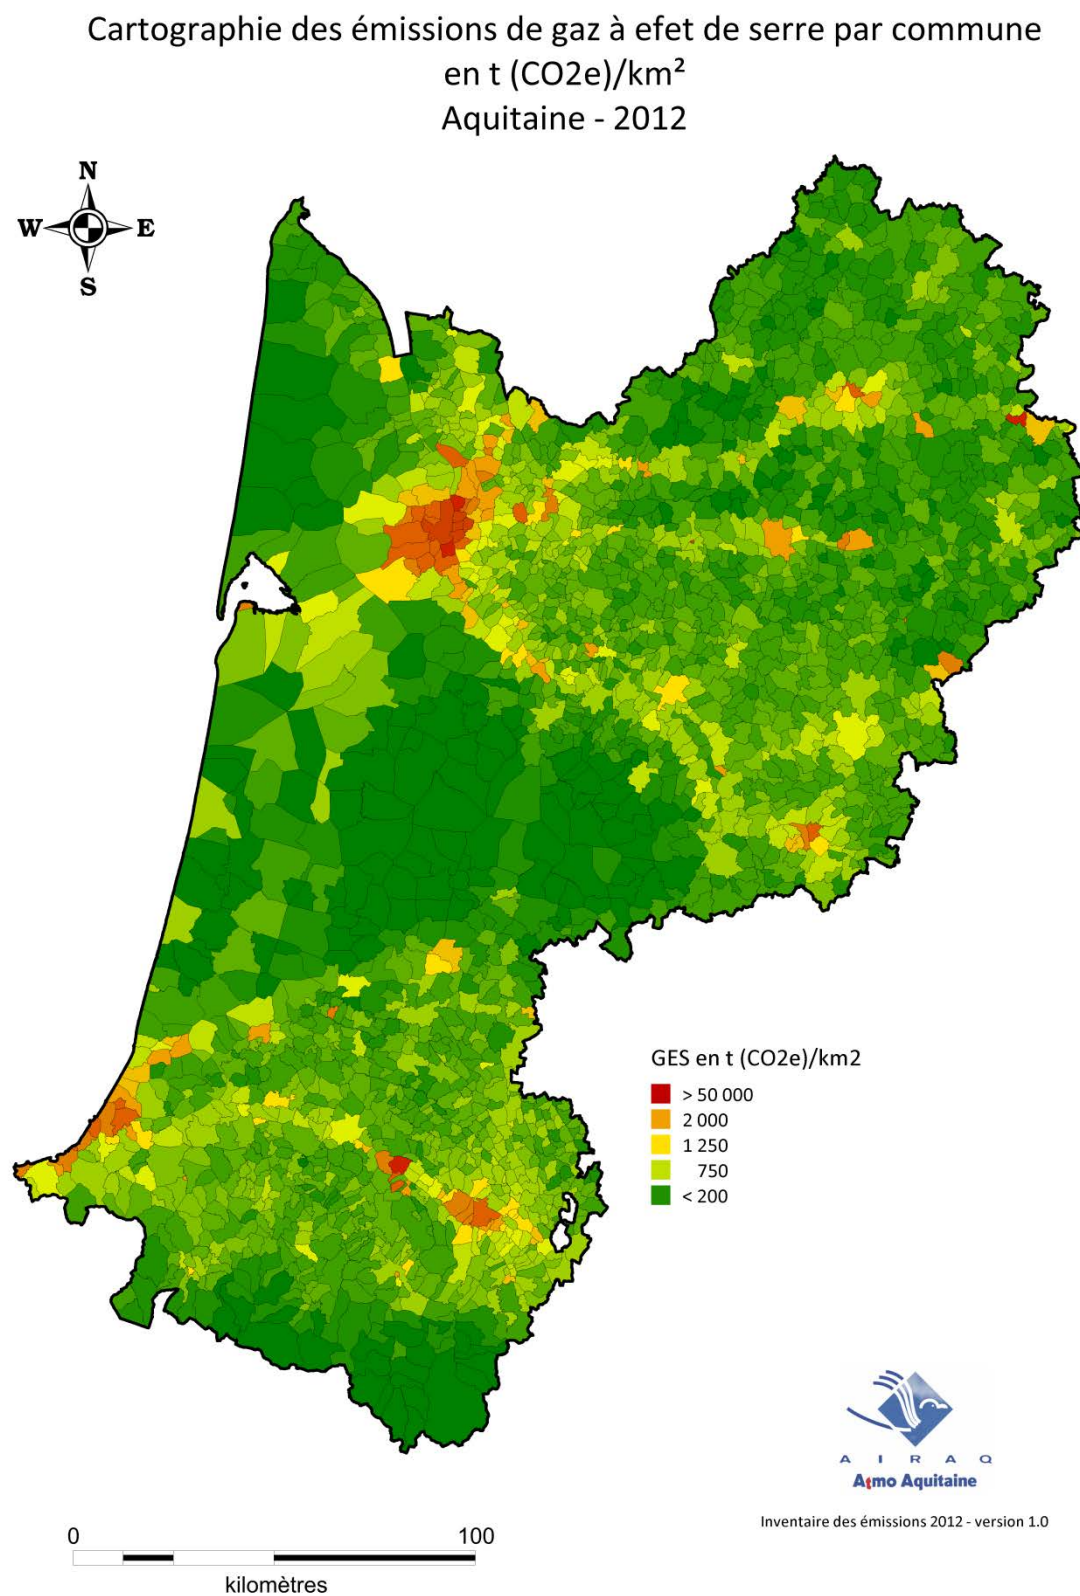 Cartographie des émissions de gaz à efet de serre par commune
en t (CO2e)/km²
Aquitaine - 2012
N
W E
S
GES en t (CO2e)/km2
> 50 000
2 000
1 250
750
< 200
A I R A Q
Atmo Aquitaine
Inventaire des émissions 2012 - version 1.0
0 100
kilomètres